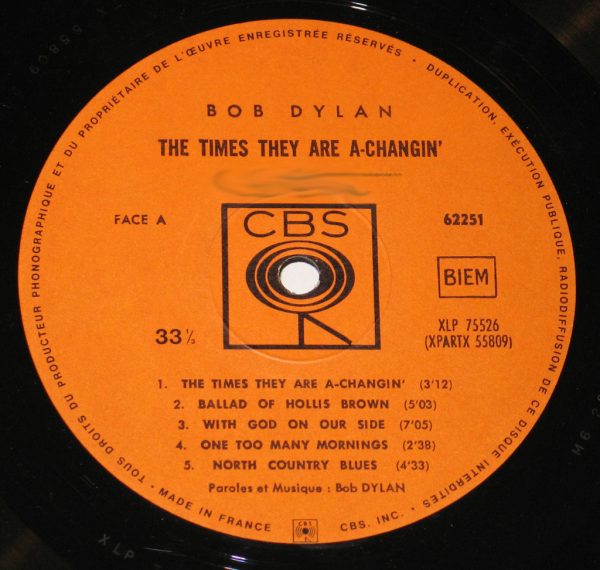 TOUS DROITS DU PRODUCTEUR PHONOGRAPHIQUE ET DU PROPRIÉTAIRE DE L'ŒUVRE ENREGISTRÉE RÉSERVÉS • DUPLICATION, EXÉCUTION PUBLIQUE, RADIODIFFUSION DE CE DISQUE INTERDITES
BOB DYLAN
THE TIMES THEY ARE A-CHANGIN'
FACE A
CBS
62251
BIEM
33 ⅓
XLP 75526
(XPARTX 55809)
1. THE TIMES THEY ARE A-CHANGIN' (3'12)
2. BALLAD OF HOLLIS BROWN (5'03)
3. WITH GOD ON OUR SIDE (7'05)
4. ONE TOO MANY MORNINGS (2'38)
5. NORTH COUNTRY BLUES (4'33)
Paroles et Musique : Bob DYLAN
• MADE IN FRANCE
CBS
CBS. INC. •
XLP